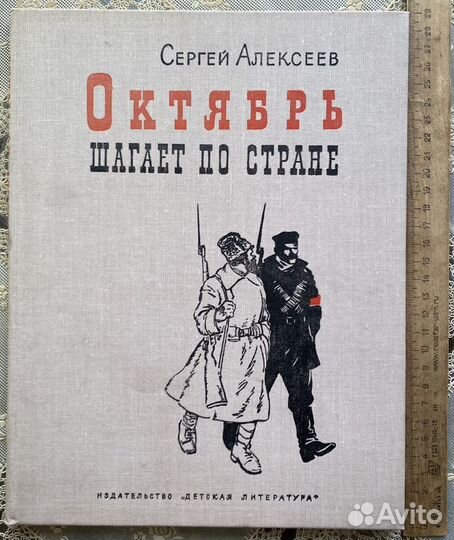 Сергей Алексеев
Октябрь
шагает по стране
издательство „Детская литература“
Avito